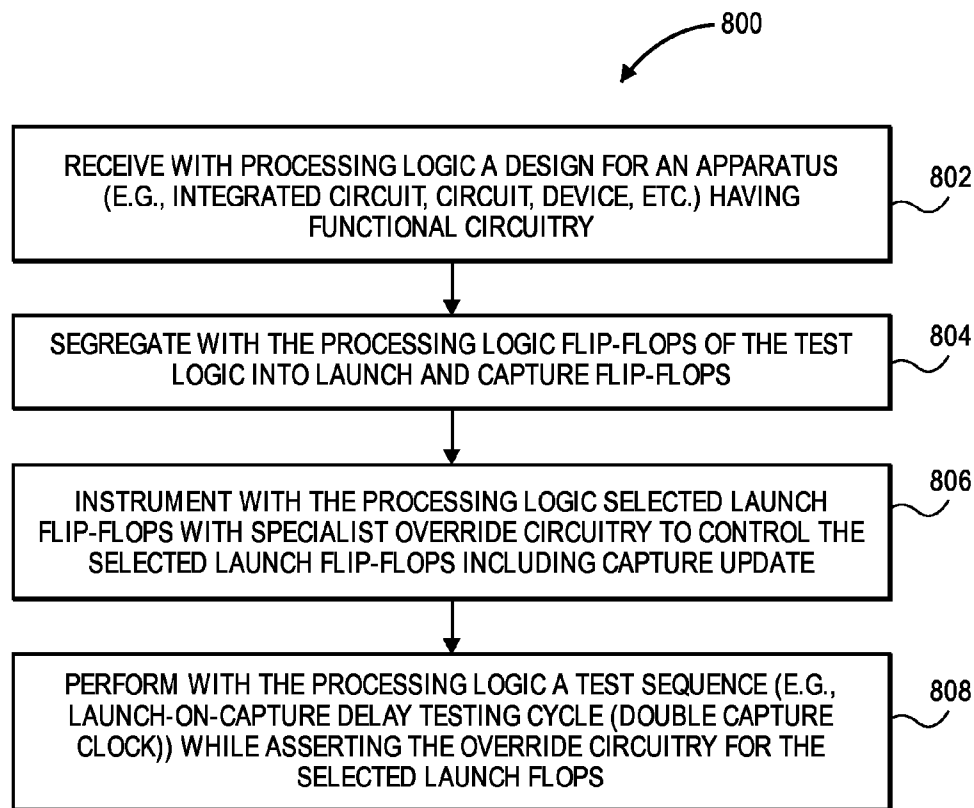 800
RECEIVE WITH PROCESSING LOGIC A DESIGN FOR AN APPARATUS
(E.G., INTEGRATED CIRCUIT, CIRCUIT, DEVICE, ETC.) HAVING
FUNCTIONAL CIRCUITRY
802
SEGREGATE WITH THE PROCESSING LOGIC FLIP-FLOPS OF THE TEST
LOGIC INTO LAUNCH AND CAPTURE FLIP-FLOPS
804
INSTRUMENT WITH THE PROCESSING LOGIC SELECTED LAUNCH
FLIP-FLOPS WITH SPECIALIST OVERRIDE CIRCUITRY TO CONTROL THE
SELECTED LAUNCH FLIP-FLOPS INCLUDING CAPTURE UPDATE
806
PERFORM WITH THE PROCESSING LOGIC A TEST SEQUENCE (E.G.,
LAUNCH-ON-CAPTURE DELAY TESTING CYCLE (DOUBLE CAPTURE
CLOCK)) WHILE ASSERTING THE OVERRIDE CIRCUITRY FOR THE
SELECTED LAUNCH FLOPS
808